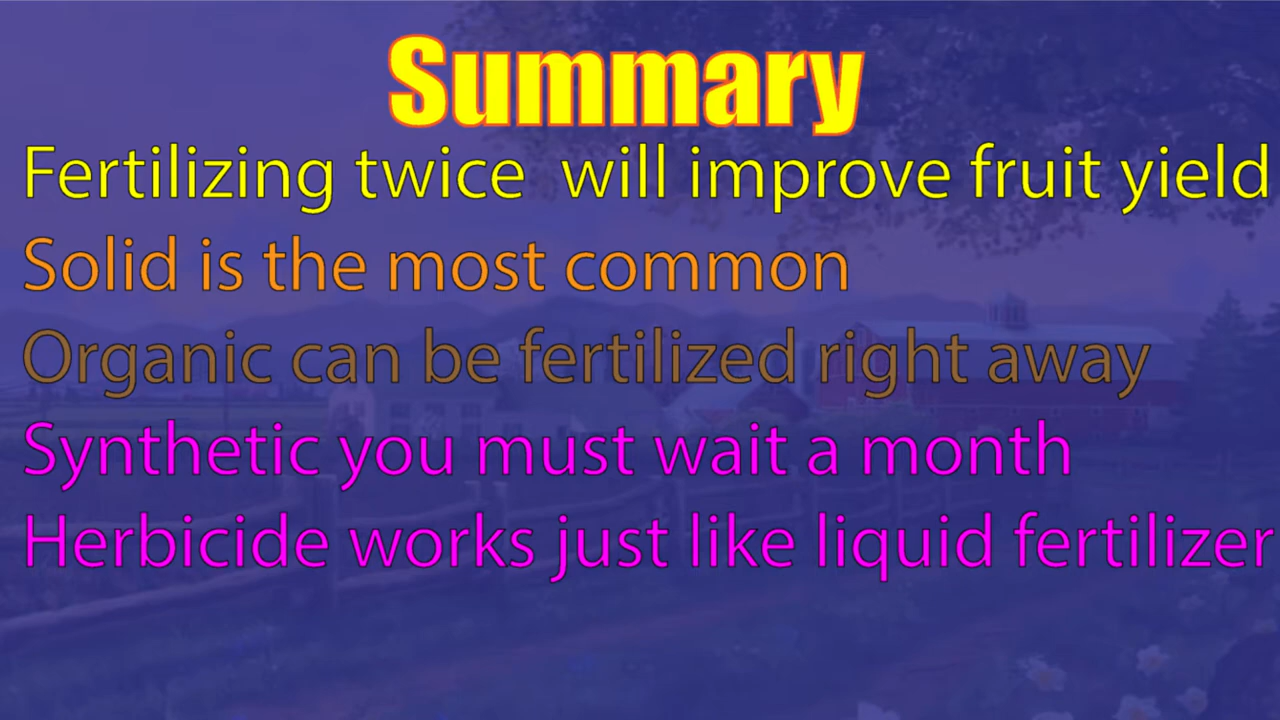 Summary
Fertilizing twice  will improve fruit yield
Solid is the most common
Organic can be fertilized right away
Synthetic you must wait a month
Herbicide works just like liquid fertilizer